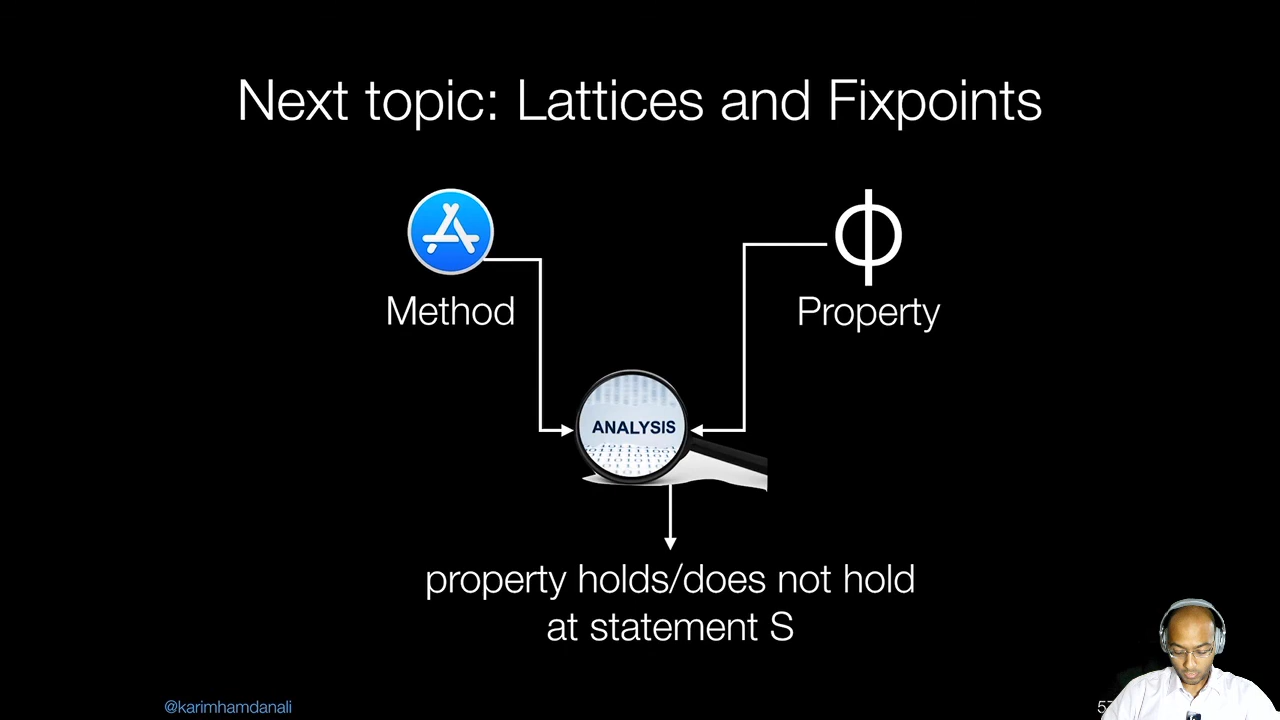 Next topic: Lattices and Fixpoints
Φ
Method
Property
ANALYSIS
property holds/does not hold
at statement S
@karimhamdanali